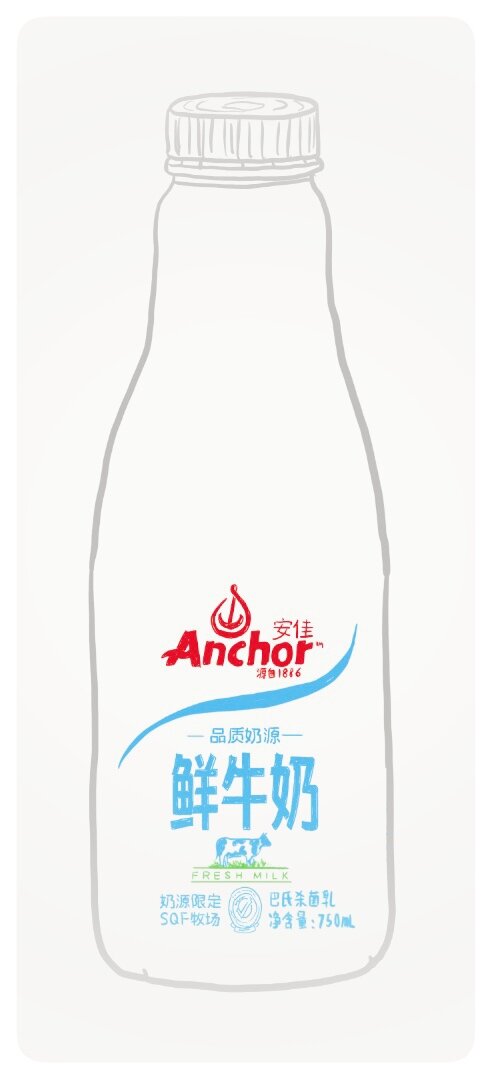 安佳
Anchor™
源自1886
品质奶源
鲜牛奶
FRESH MILK
奶源限定
SQF牧场
巴氏杀菌乳
净含量:750mL